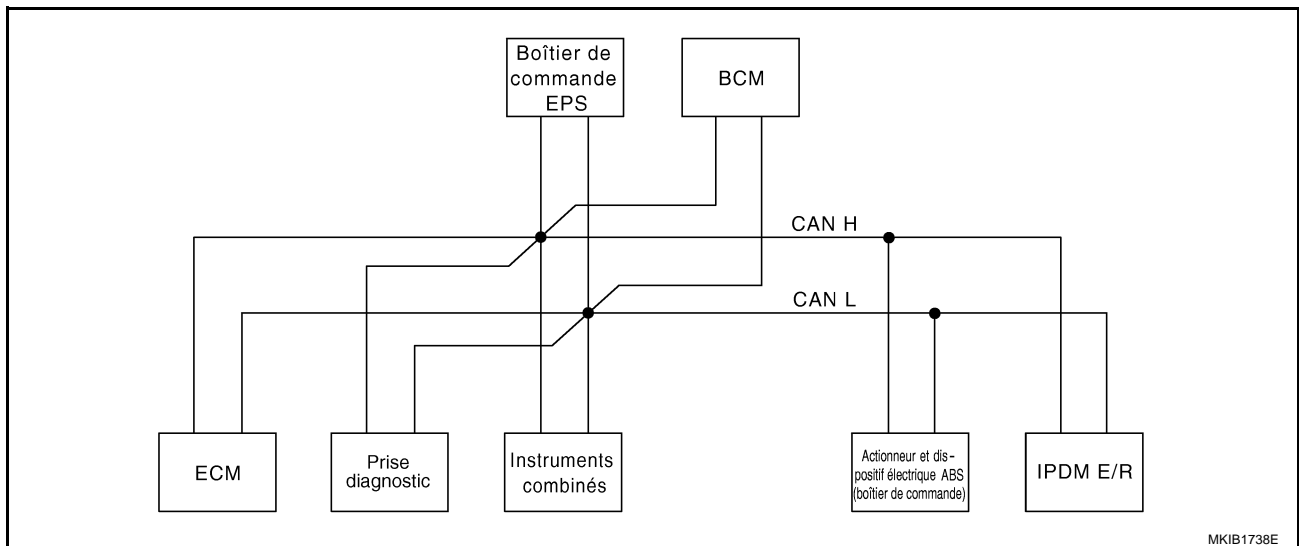 Boîtier de
commande
EPS
BCM
CAN H
CAN L
ECM
Prise
diagnostic
Instruments
combinés
Actionneur et dis-
positif électrique ABS
(boîtier de commande)
IPDM E/R
MKIB1738E